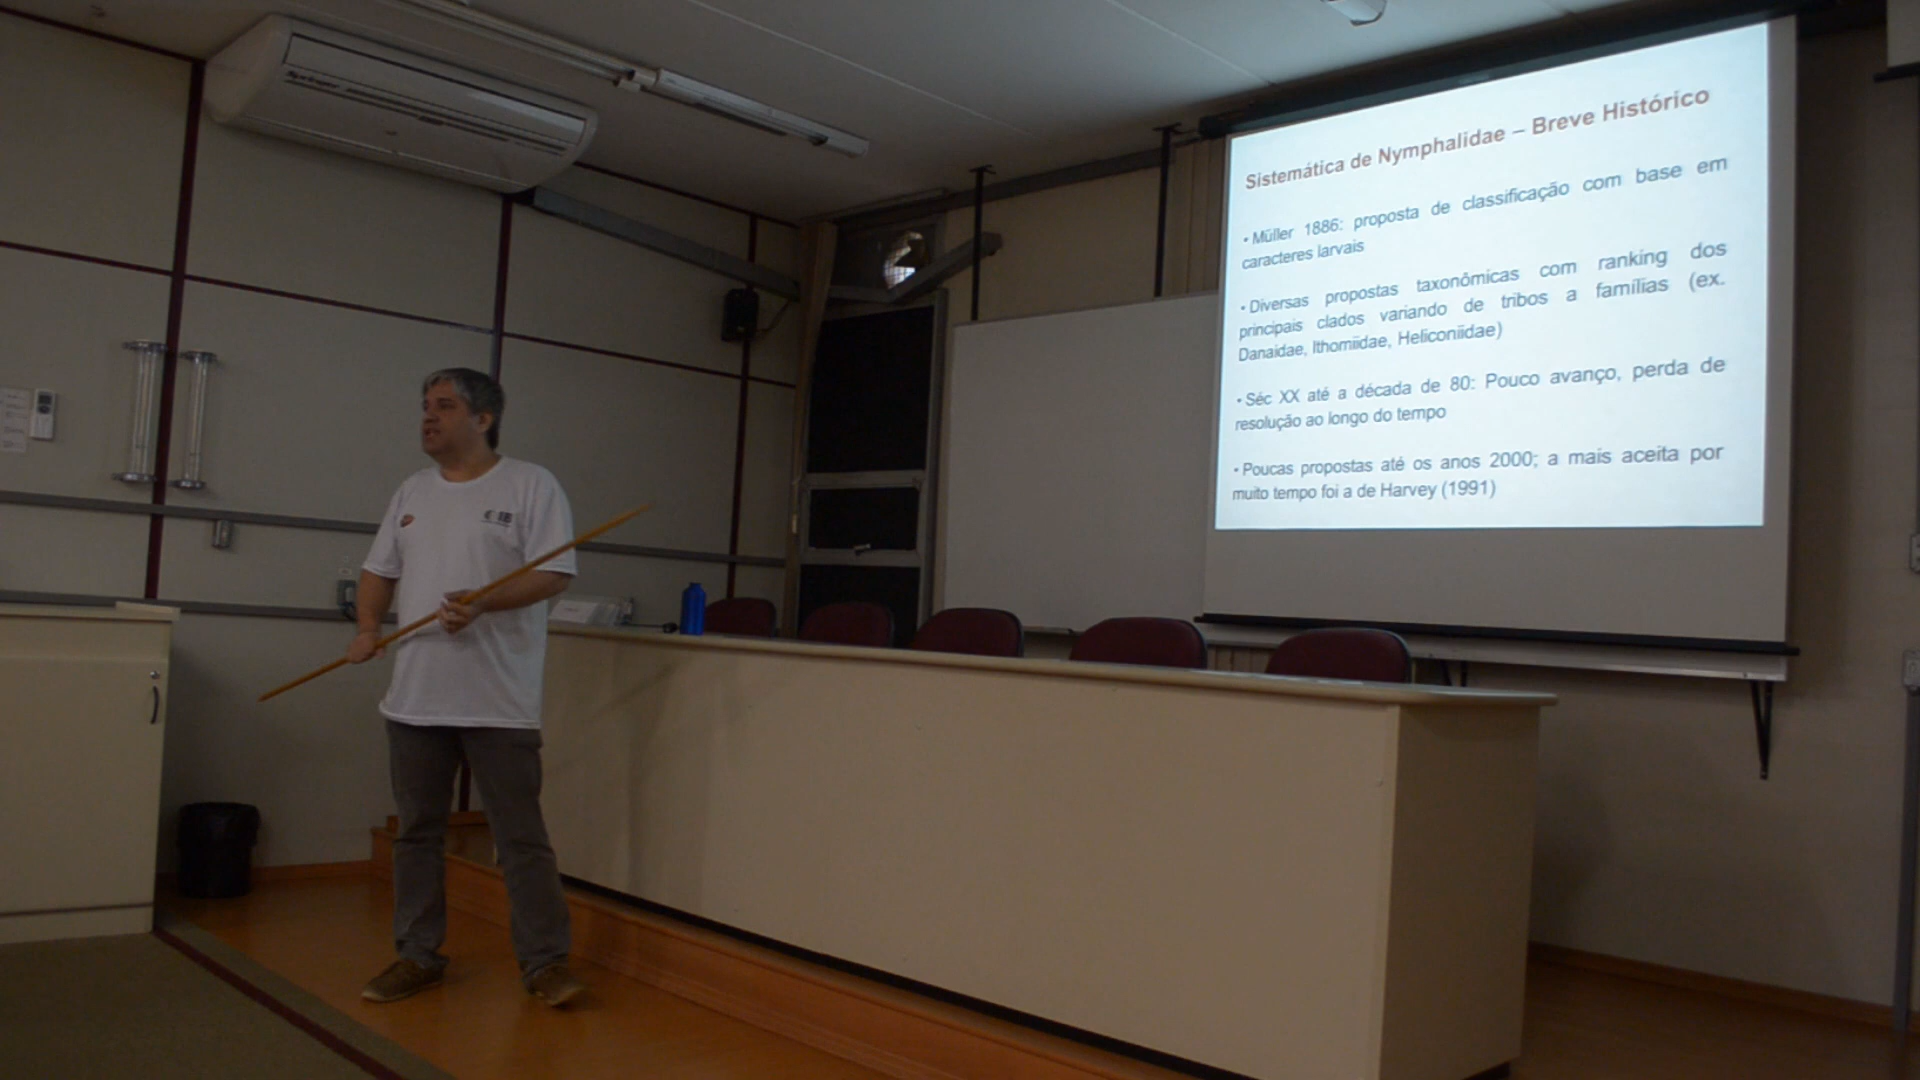 Sistemática de Nymphalidae – Breve Histórico
• Müller 1886: proposta de classificação com base em
caracteres larvais
• Diversas propostas taxonômicas com ranking dos
principais clados variando de tribos a famílias (ex.
Danaidae, Ithomiidae, Heliconiidae)
• Séc XX até a década de 80: Pouco avanço, perda de
resolução ao longo do tempo
• Poucas propostas até os anos 2000; a mais aceita por
muito tempo foi a de Harvey (1991)
IB